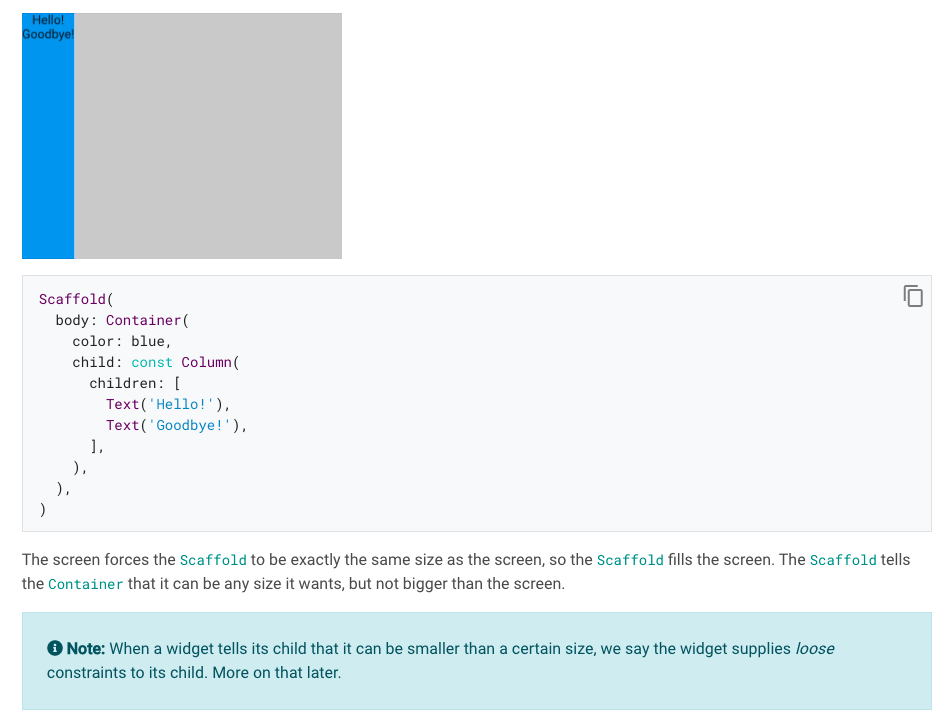 Hello!
Goodbye!
Scaffold(
  body: Container(
    color: blue,
    child: const Column(
      children: [
        Text('Hello!'),
        Text('Goodbye!'),
      ],
    ),
  ),
)
The screen forces the Scaffold to be exactly the same size as the screen, so the Scaffold fills the screen. The Scaffold tells
the Container that it can be any size it wants, but not bigger than the screen.
Note: When a widget tells its child that it can be smaller than a certain size, we say the widget supplies loose
constraints to its child. More on that later.